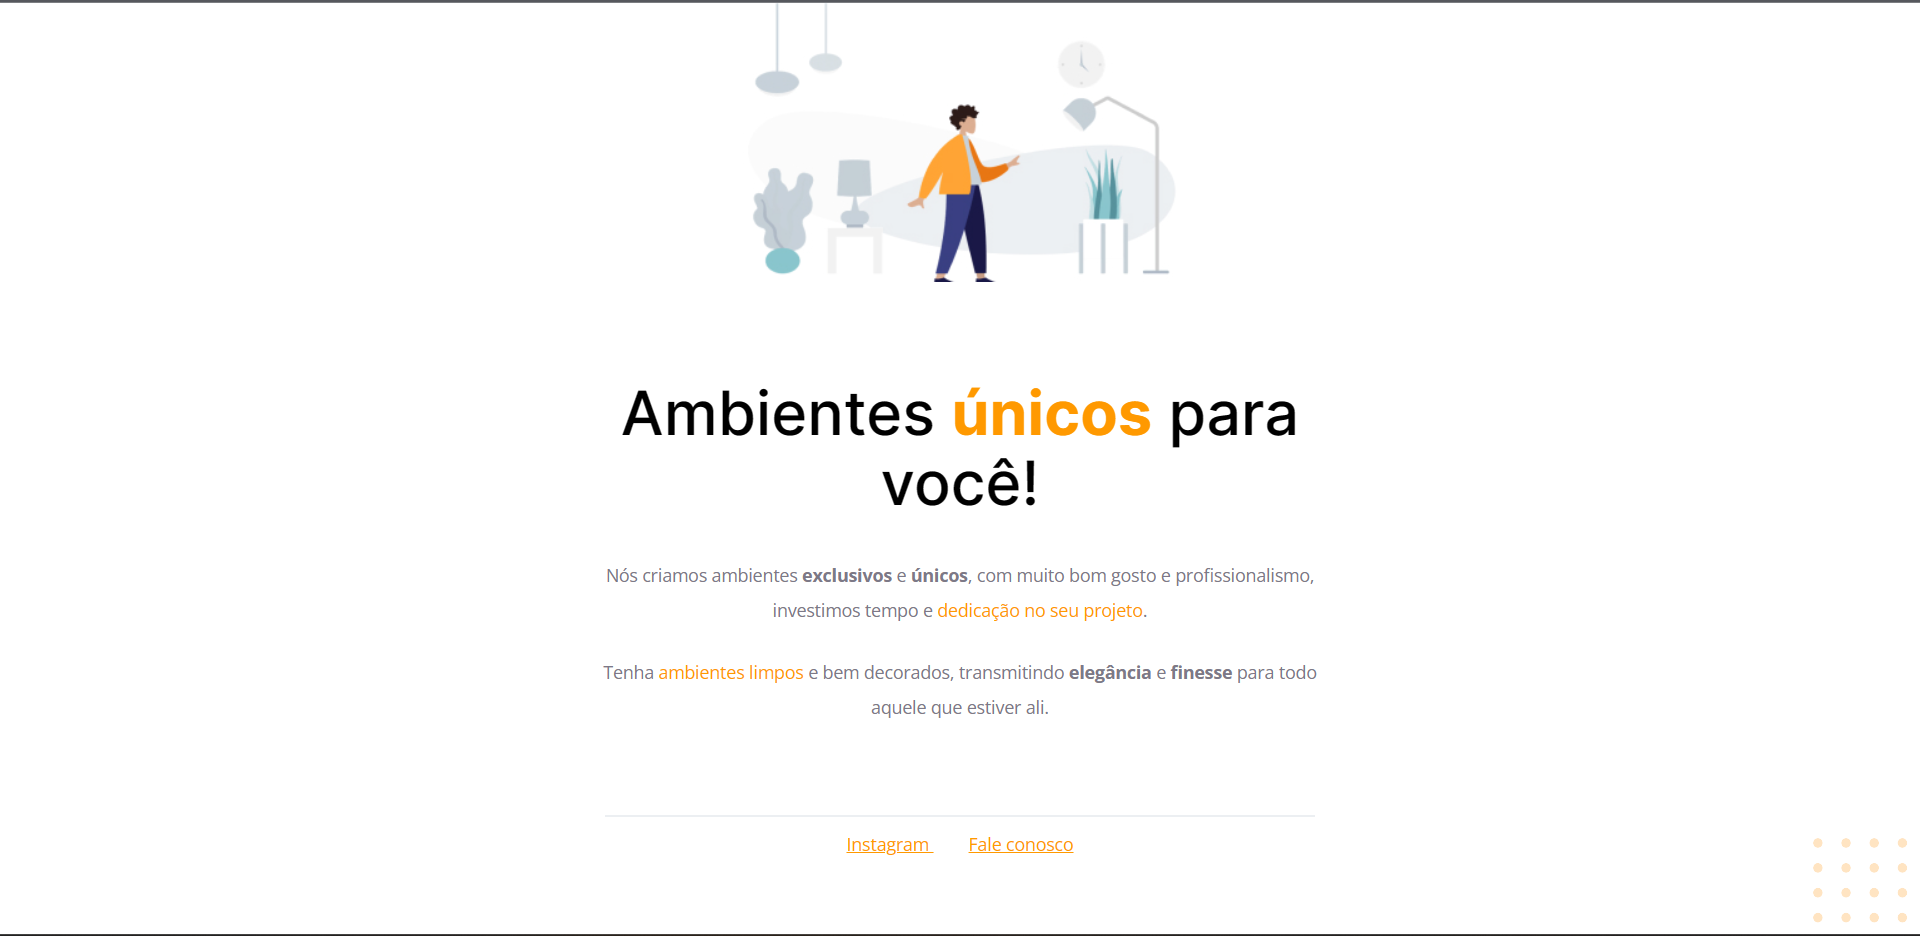 Ambientes únicos para
você!
Nós criamos ambientes exclusivos e únicos, com muito bom gosto e profissionalismo,
investimos tempo e dedicação no seu projeto.
Tenha ambientes limpos e bem decorados, transmitindo elegância e finesse para todo
aquele que estiver ali.
Instagram Fale conosco